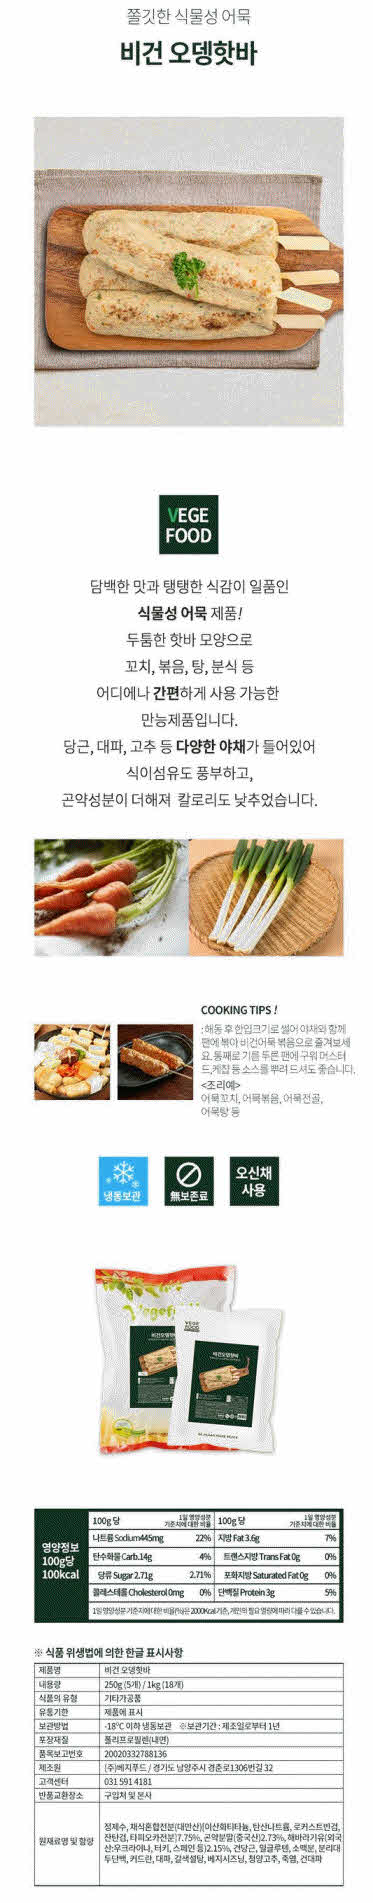 쫄깃한 식물성 어묵
비건 오뎅핫바
VEGE
FOOD
담백한 맛과 탱탱한 식감이 일품인
식물성 어묵 제품!
두툼한 핫바 모양으로
꼬치, 볶음, 탕, 분식 등
어디에나 간편하게 사용 가능한
만능제품입니다.
당근, 대파, 고추 등 다양한 야채가 들어있어
식이섬유도 풍부하고,
곤약성분이 더해져 칼로리도 낮추었습니다.
COOKING TIPS !
: 해동 후 한입크기로 썰어 야채와 함께
팬에 볶아 비건어묵 볶음으로 즐겨보세
요. 통째로 기름 두른 팬에 구워 머스터
드,케찹 등 소스를 뿌려 드셔도 좋습니다.
<조리예>
어묵꼬치, 어묵볶음, 어묵전골,
어묵탕 등
냉동보관
無보존료
오신채
사용
Vegefood
비건오뎅핫바
VEGE
FOOD
비건오뎅핫바
영양정보
100g당
100kcal
100g 당 1일 영양성분 기준치에 대한 비율
100g 당 1일 영양성분 기준치에 대한 비율
나트륨 Sodium445mg 22% 지방 Fat 3.6g 7%
탄수화물 Carb.14g 4% 트랜스지방 Trans Fat 0g 0%
당류 Sugar 2.71g 2.71% 포화지방 Saturated Fat 0g 0%
콜레스테롤 Cholesterol 0mg 0% 단백질 Protein 3g 5%
1일 영양성분 기준치에 대한 비율(%)은 2000Kcal 기준, 개인의 필요 열량에 따라 다를 수 있습니다.
※ 식품 위생법에 의한 한글 표시사항
제품명 비건 오뎅핫바
내용량 250g (5개) / 1kg (18개)
식품의 유형 기타가공품
유통기한 제품에 표시
보관방법 -18℃ 이하 냉동보관 ※보관기간 : 제조일로부터 1년
포장재질 폴리프로필렌(내면)
품목보고번호 20020332788136
제조원 (주)베지푸드 / 경기도 남양주시 경춘로1306번길 32
고객센터 031 591 4181
반품교환장소 구입처 및 본사
원재료명 및 함량
정제수, 채식혼합전분(대만산)[이산화티타늄, 탄산나트륨, 로커스트빈검,
잔탄검, 타피오카전분]7.75%, 곤약분말(중국산)2.73%, 해바라기유(외국
산:우크라이나, 터키, 스페인 등)2.15%, 건당근, 밀글루텐, 소맥분, 분리대
두단백, 커드란, 대파, 갈색설탕, 베지시즈닝, 청양고추, 죽염, 건대파